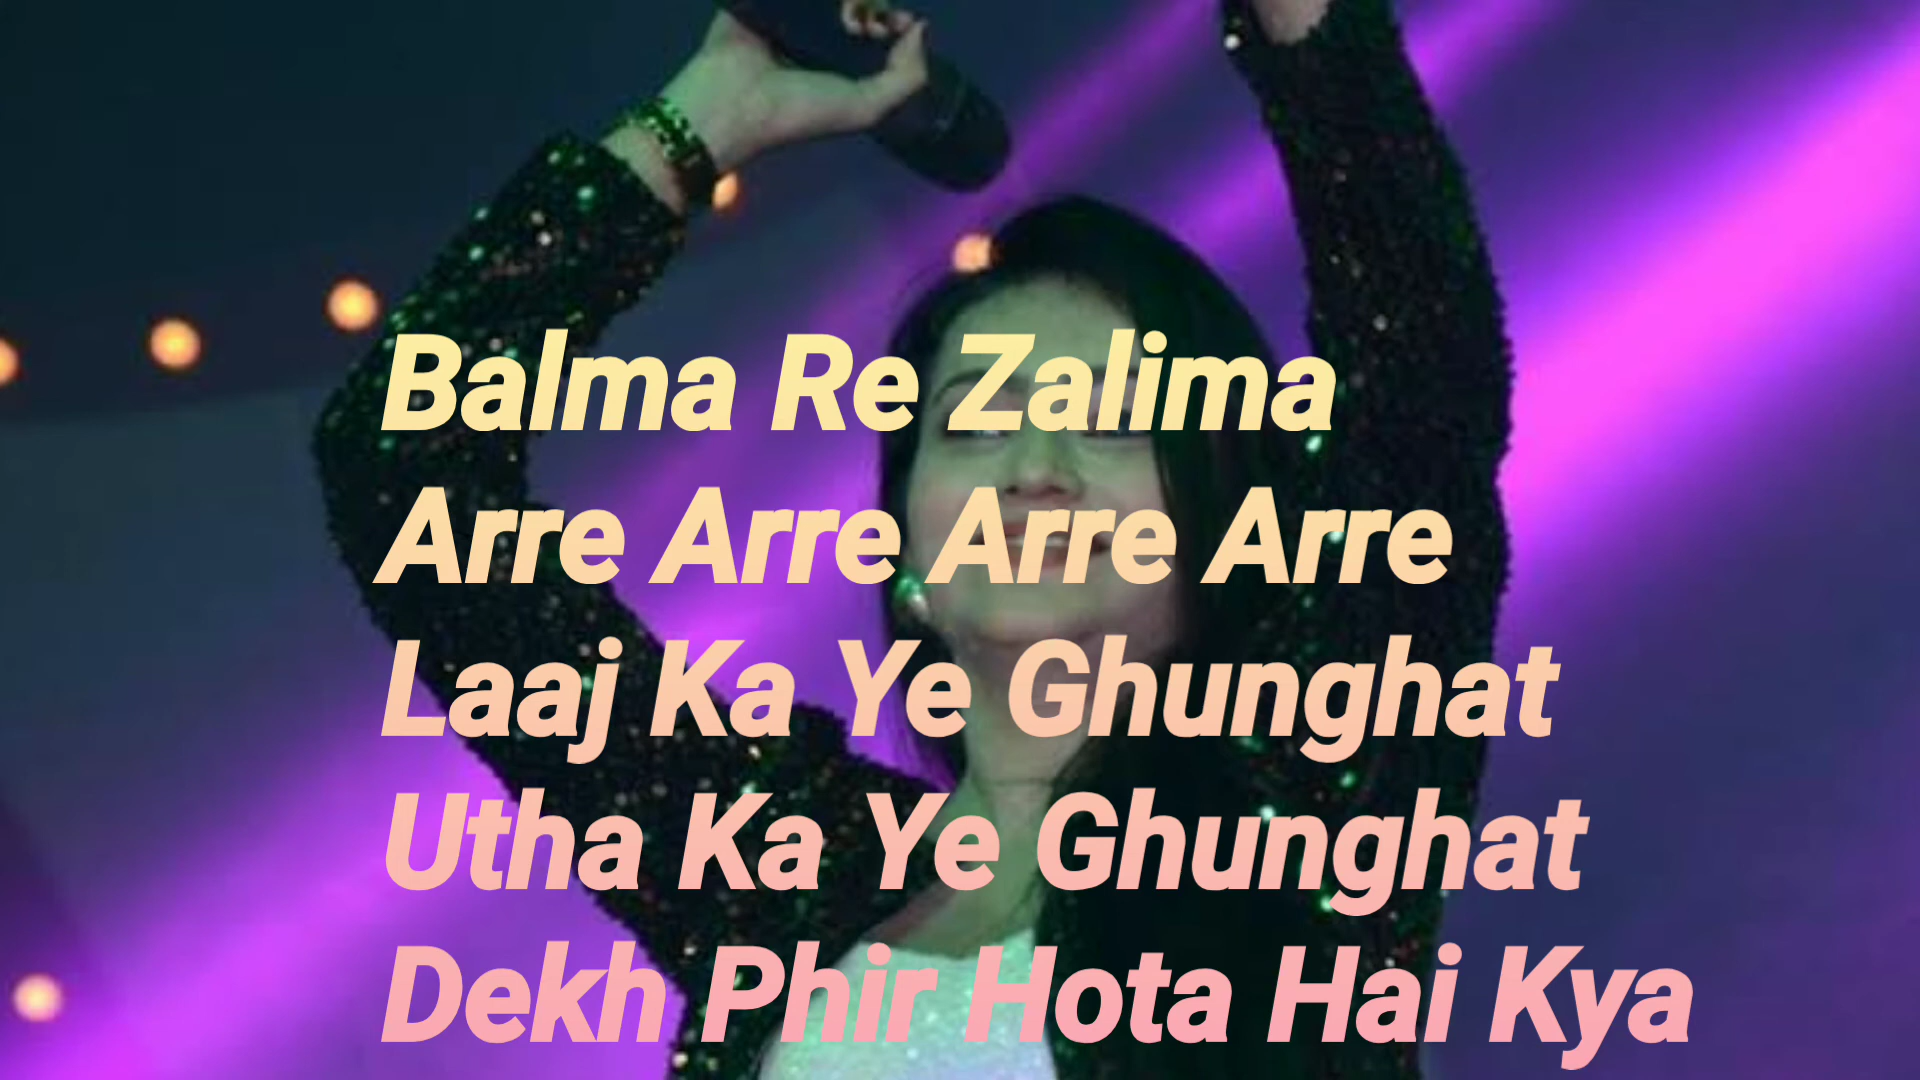 Balma Re Zalima
Arre Arre Arre Arre
Laaj Ka Ye Ghunghat
Utha Ka Ye Ghunghat
Dekh Phir Hota Hai Kya